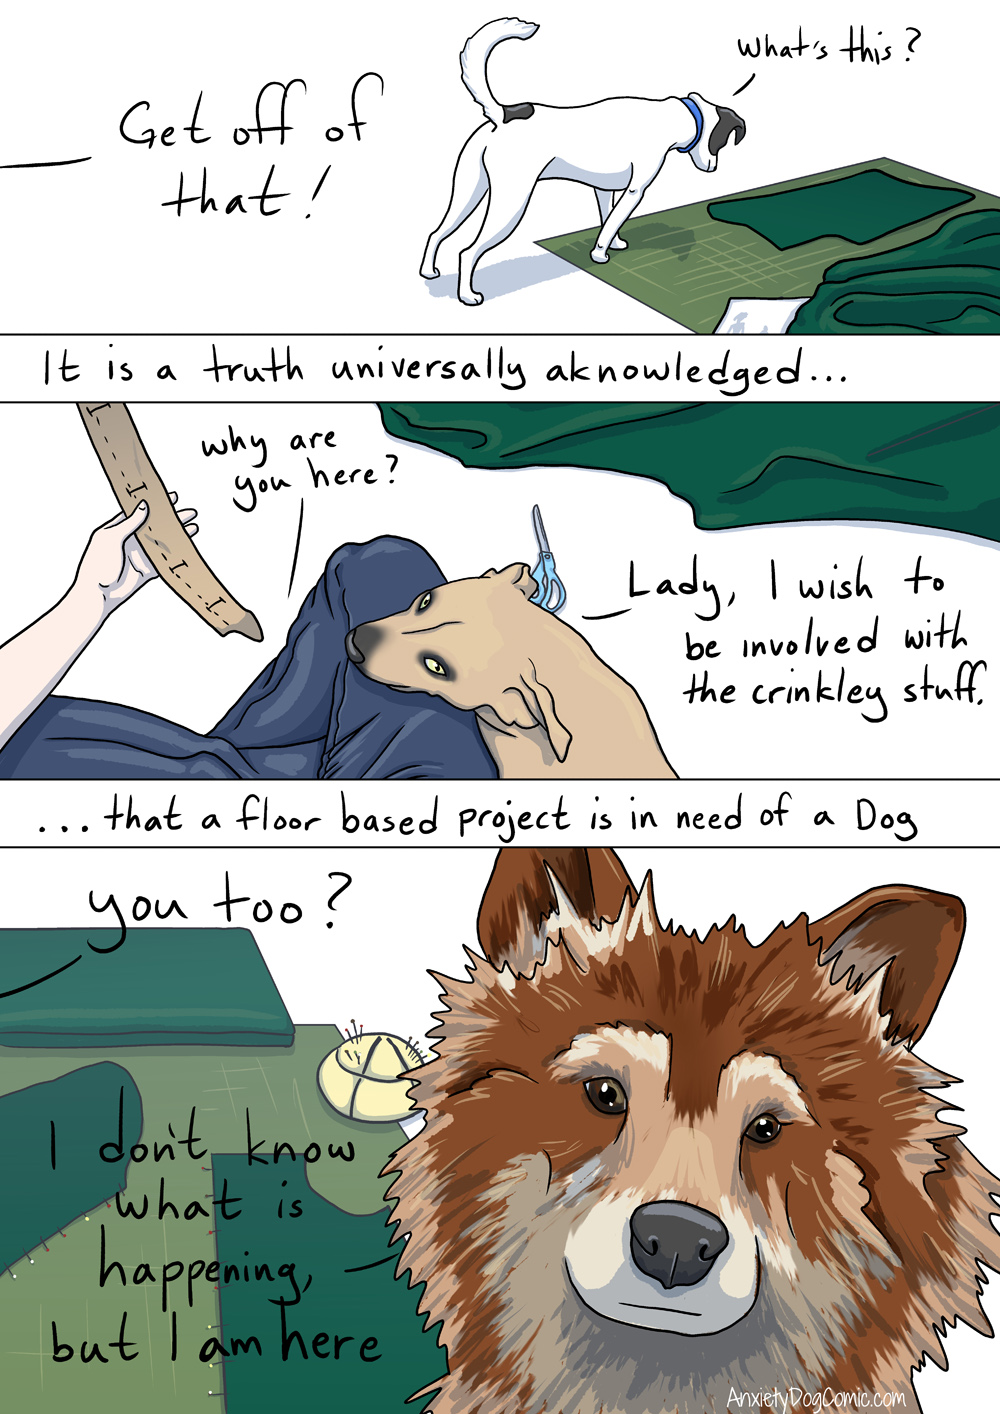 What's this?
Get off of
that!
It is a truth universally aknowledged...
why are
you here?
Lady, I wish to
be involved with
the crinkley stuff.
...that a floor based project is in need of a Dog
you too?
I don't know
what is
happening,
but I am here
AnxietyDogComic.com